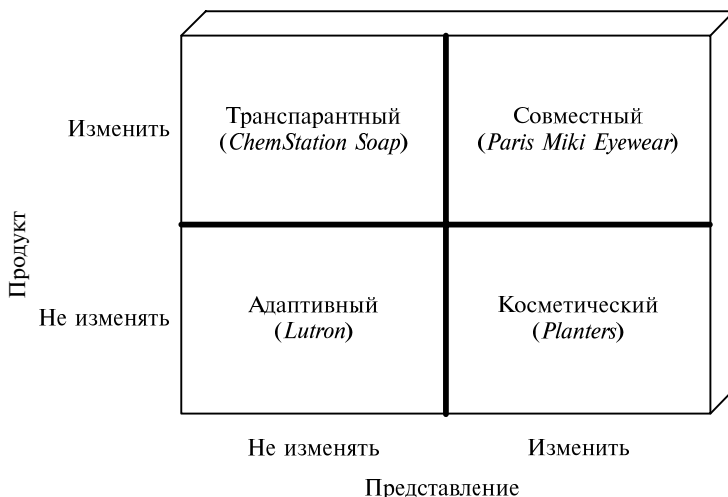 Транспарантный
(ChemStation Soap)
Совместный
(Paris Miki Eyewear)
Изменить
Продукт
Адаптивный
(Lutron)
Косметический
(Planters)
Не изменять
Не изменять
Изменить
Представление